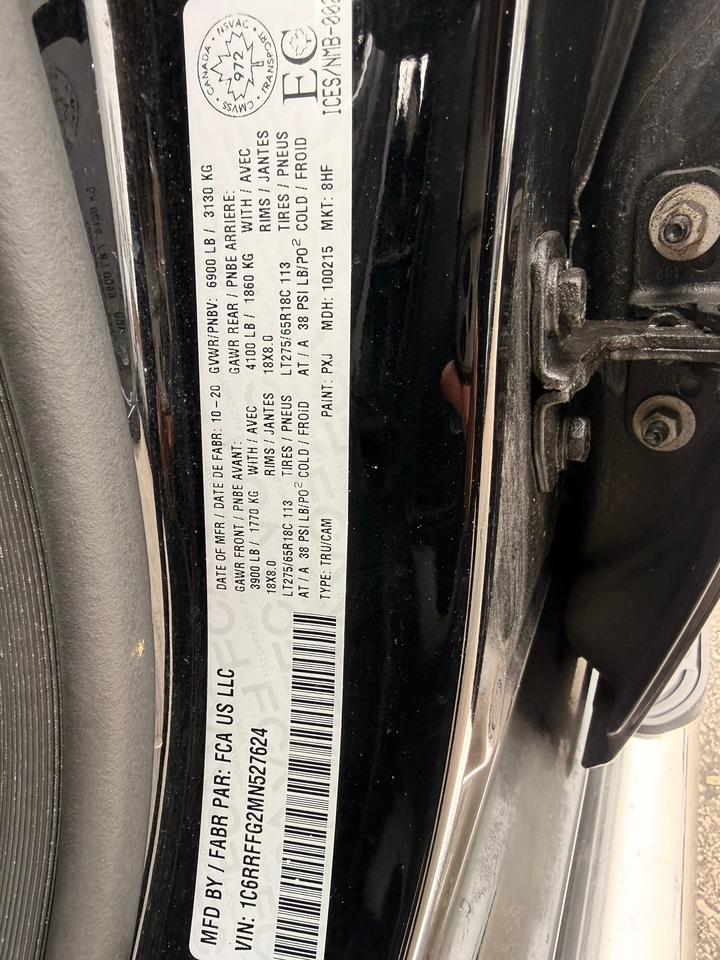 MFD BY / FABR PAR: FCA US LLC
VIN: 1C6RRFFG2MN527624
DATE OF MFR / DATE DE FABR: 10-20 GVWR/PNBV: 6900 LB / 3130 KG
GAWR FRONT / PNBE AVANT: GAWR REAR / PNBE ARRIERE:
3900 LB / 1770 KG WITH / AVEC 4100 LB / 1860 KG WITH / AVEC
18X8.0 RIMS / JANTES 18X8.0 RIMS / JANTES
LT275/65R18C 113 TIRES / PNEUS LT275/65R18C 113 TIRES / PNEUS
AT / A 38 PSI LB/PO² COLD / FROID AT / A 38 PSI LB/PO² COLD / FROID
TYPE: TRU/CAM PAINT: PXJ MDH: 100215 MKT: 8HF
CANADA • NSVAC • TRANSPORT • CMVSS
972
EC
ICES/NMB-002